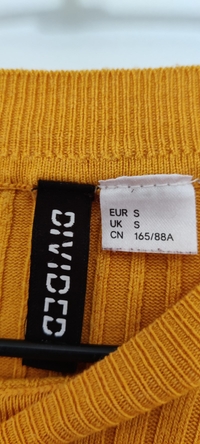 DIVIDED
EUR S
UK S
CN 165/88A